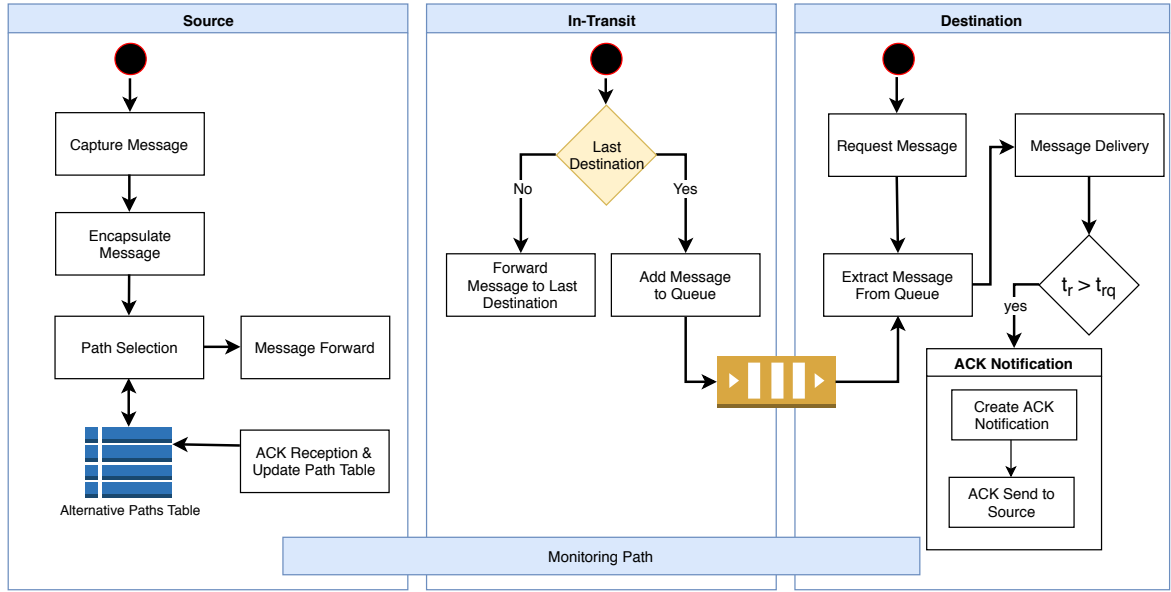 Source
Capture Message
Encapsulate
Message
Path Selection
Message Forward
ACK Reception &
Update Path Table
Alternative Paths Table
In-Transit
Last
Destination
No
Yes
Forward
Message to Last
Destination
Add Message
to Queue
Destination
Request Message
Message Delivery
Extract Message
From Queue
tr > trq
yes
ACK Notification
Create ACK
Notification
ACK Send to
Source
Monitoring Path